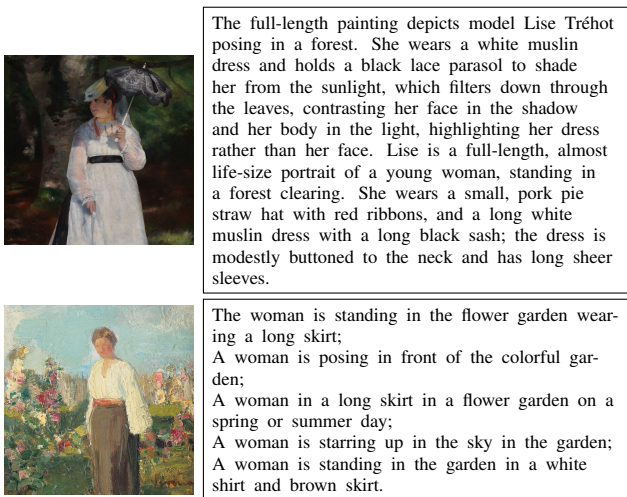 The full-length painting depicts model Lise Tréhot
posing in a forest. She wears a white muslin
dress and holds a black lace parasol to shade
her from the sunlight, which filters down through
the leaves, contrasting her face in the shadow
and her body in the light, highlighting her dress
rather than her face. Lise is a full-length, almost
life-size portrait of a young woman, standing in
a forest clearing. She wears a small, pork pie
straw hat with red ribbons, and a long white
muslin dress with a long black sash; the dress is
modestly buttoned to the neck and has long sheer
sleeves.
The woman is standing in the flower garden wear-
ing a long skirt;
A woman is posing in front of the colorful gar-
den;
A woman in a long skirt in a flower garden on a
spring or summer day;
A woman is starring up in the sky in the garden;
A woman is standing in the garden in a white
shirt and brown skirt.